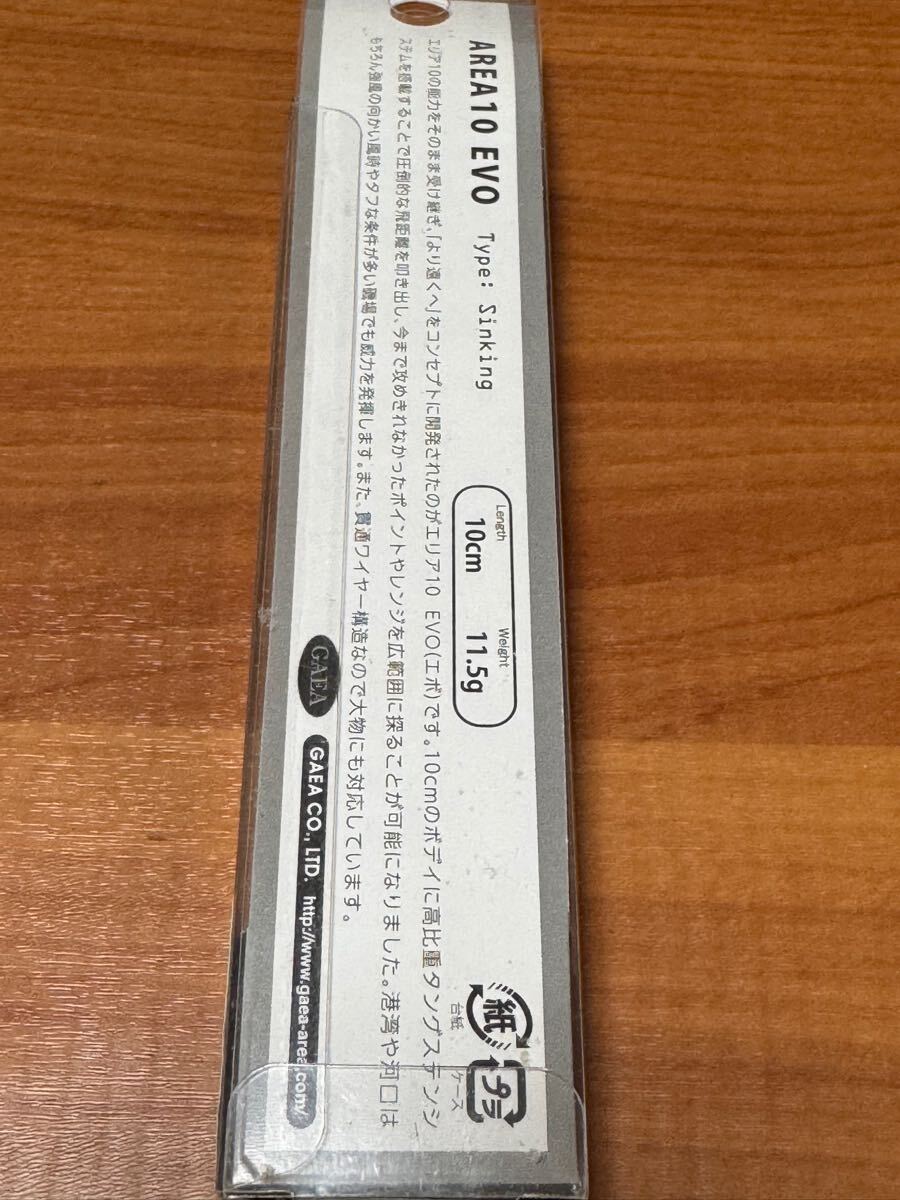 AREA10 EVO Type: Sinking
Length Weight
10cm 11.5g
エリア10の能力をそのまま受け継ぎ、「より遠くへ」をコンセプトに開発されたのがエリア10 EVO(エボ)です。10cmのボディに高比重タングステンシ
ステムを搭載することで圧倒的な飛距離を叩き出し、今まで攻めきれなかったポイントやレンジを広範囲に探ることが可能になりました。港湾や河口は
もちろん強風の向かい風時やタフな条件が多い磯場でも威力を発揮します。また、貫通ワイヤー構造なので大物にも対応しています。
GAEA GAEA CO., LTD. http://www.gaea-area.com/
紙
台紙
プラ
ケース